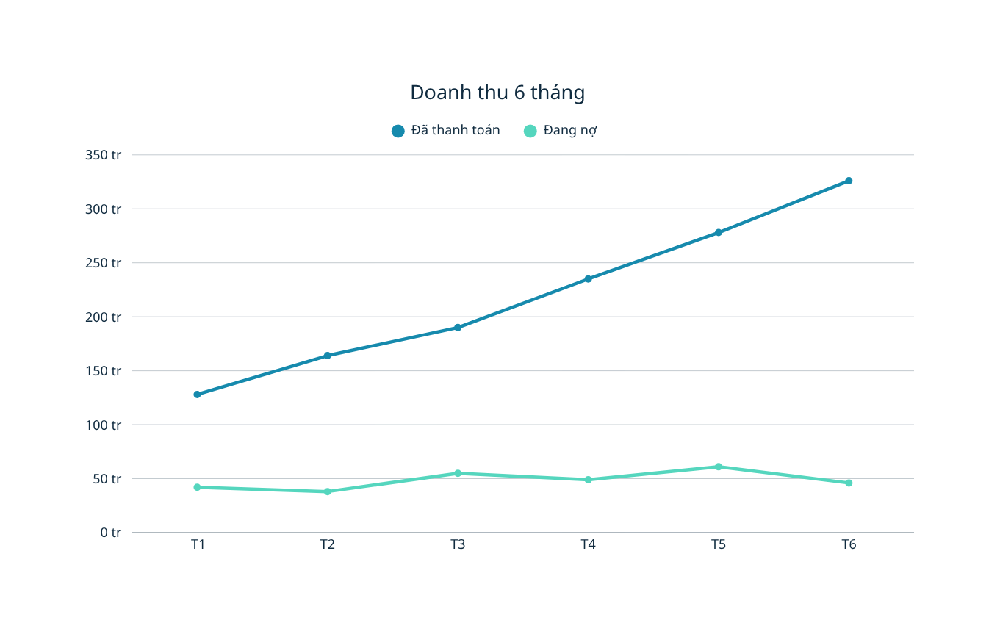 Doanh thu 6 tháng
Đã thanh toán Đang nợ
350 tr
300 tr
250 tr
200 tr
150 tr
100 tr
50 tr
0 tr
T1 T2 T3 T4 T5 T6